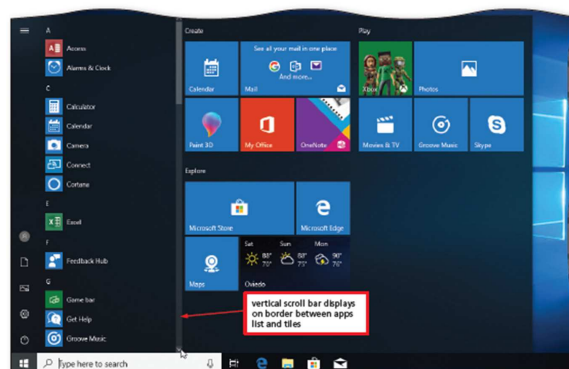 A
Access
Alarms & Clock
C
Calculator
Calendar
Camera
Connect
Cortana
E
Excel
F
Feedback Hub
G
Game bar
Get Help
Groove Music
Create
Calendar
See all your mail in one place
And more...
Mail
Paint 3D
My Office
OneNote
Play
Xbox
Photos
Movies & TV
Groove Music
Skype
Explore
Microsoft Store
Microsoft Edge
Maps
Sat Sun Mon
88° 88° 90°
Oviedo
vertical scroll bar displays
on border between apps
list and tiles
Type here to search